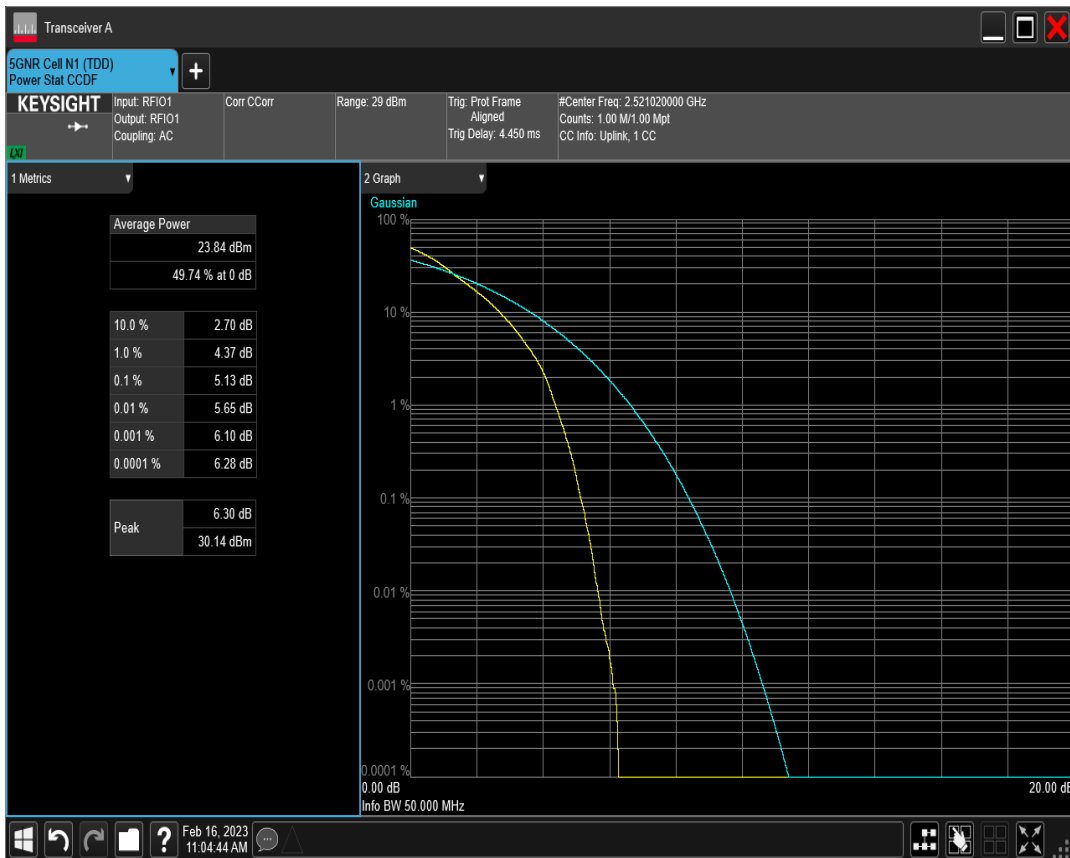 Transceiver A
5GNR Cell N1 (TDD)
Power Stat CCDF
+
KEYSIGHT
LXI
Input: RFIO1
Output: RFIO1
Coupling: AC
Corr CCorr
Range: 29 dBm
Trig: Prot Frame
Aligned
Trig Delay: 4.450 ms
#Center Freq: 2.521020000 GHz
Counts: 1.00 M/1.00 Mpt
CC Info: Uplink, 1 CC
1 Metrics
Average Power
23.84 dBm
49.74 % at 0 dB
10.0 % 2.70 dB
1.0 % 4.37 dB
0.1 % 5.13 dB
0.01 % 5.65 dB
0.001 % 6.10 dB
0.0001 % 6.28 dB
Peak
6.30 dB
30.14 dBm
2 Graph
Gaussian
100 %
10 %
1 %
0.1 %
0.01 %
0.001 %
0.0001 %
0.00 dB 20.00 dB
Info BW 50.000 MHz
?
Feb 16, 2023
11:04:44 AM